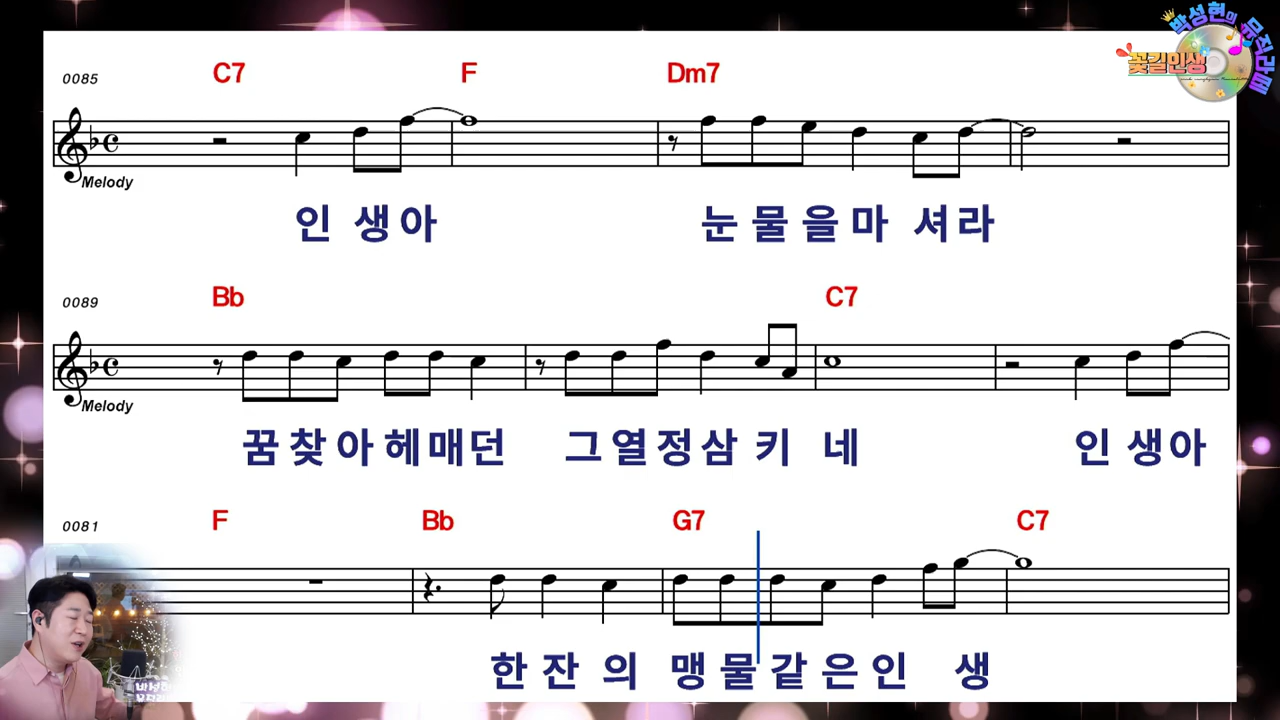 박성현의 뮤직라떼
꽃길인생
0085 C7 F Dm7
Melody
인 생아 눈 물 을 마 셔 라
0089 Bb C7
Melody
꿈 찾 아 헤 매 던 그 열 정 삼 키 네 인 생 아
0081 F Bb G7 C7
한 잔 의 맹 물 같 은 인 생